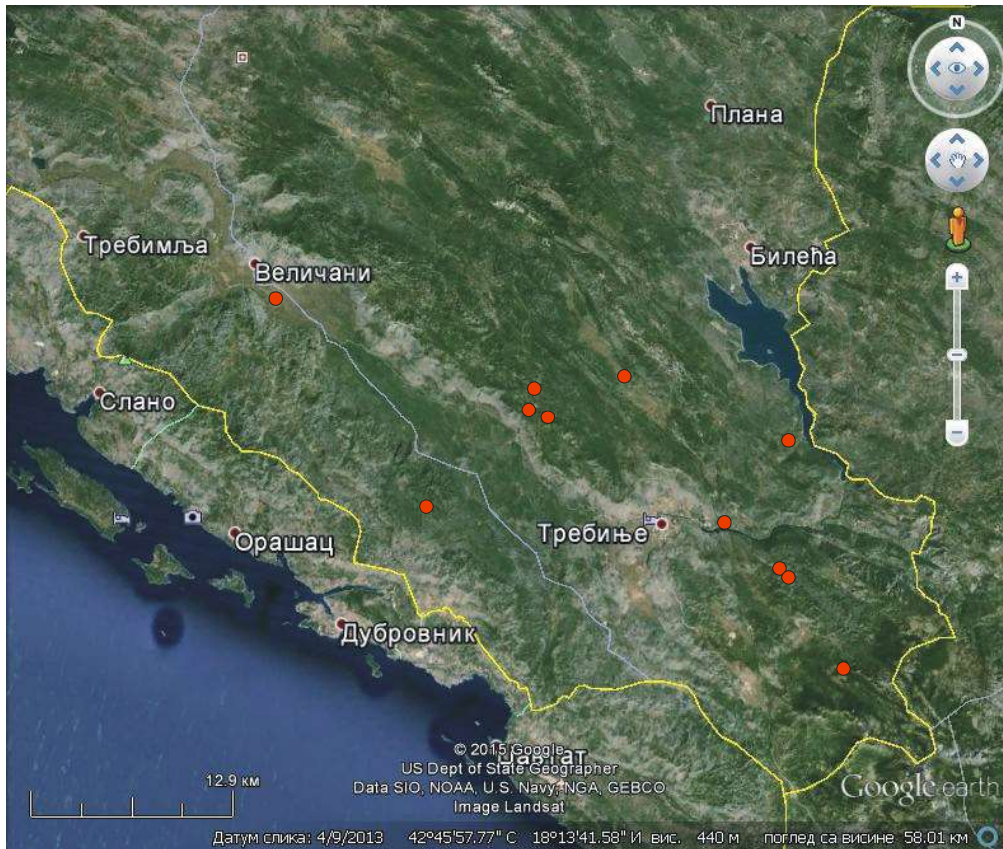 N
Плана
Требимља
Билећа
Величани
Слано
Требиње
Орашац
Дубровник
© 2015 Google
US Dept of State Geographer
Data SIO, NOAA, U.S. Navy, NGA, GEBCO
Image Landsat
12.9 км
Google earth
Датум слика: 4/9/2013 42°45'57.77" С 18°13'41.58" И вис. 440 м поглед са висине 58.01 км